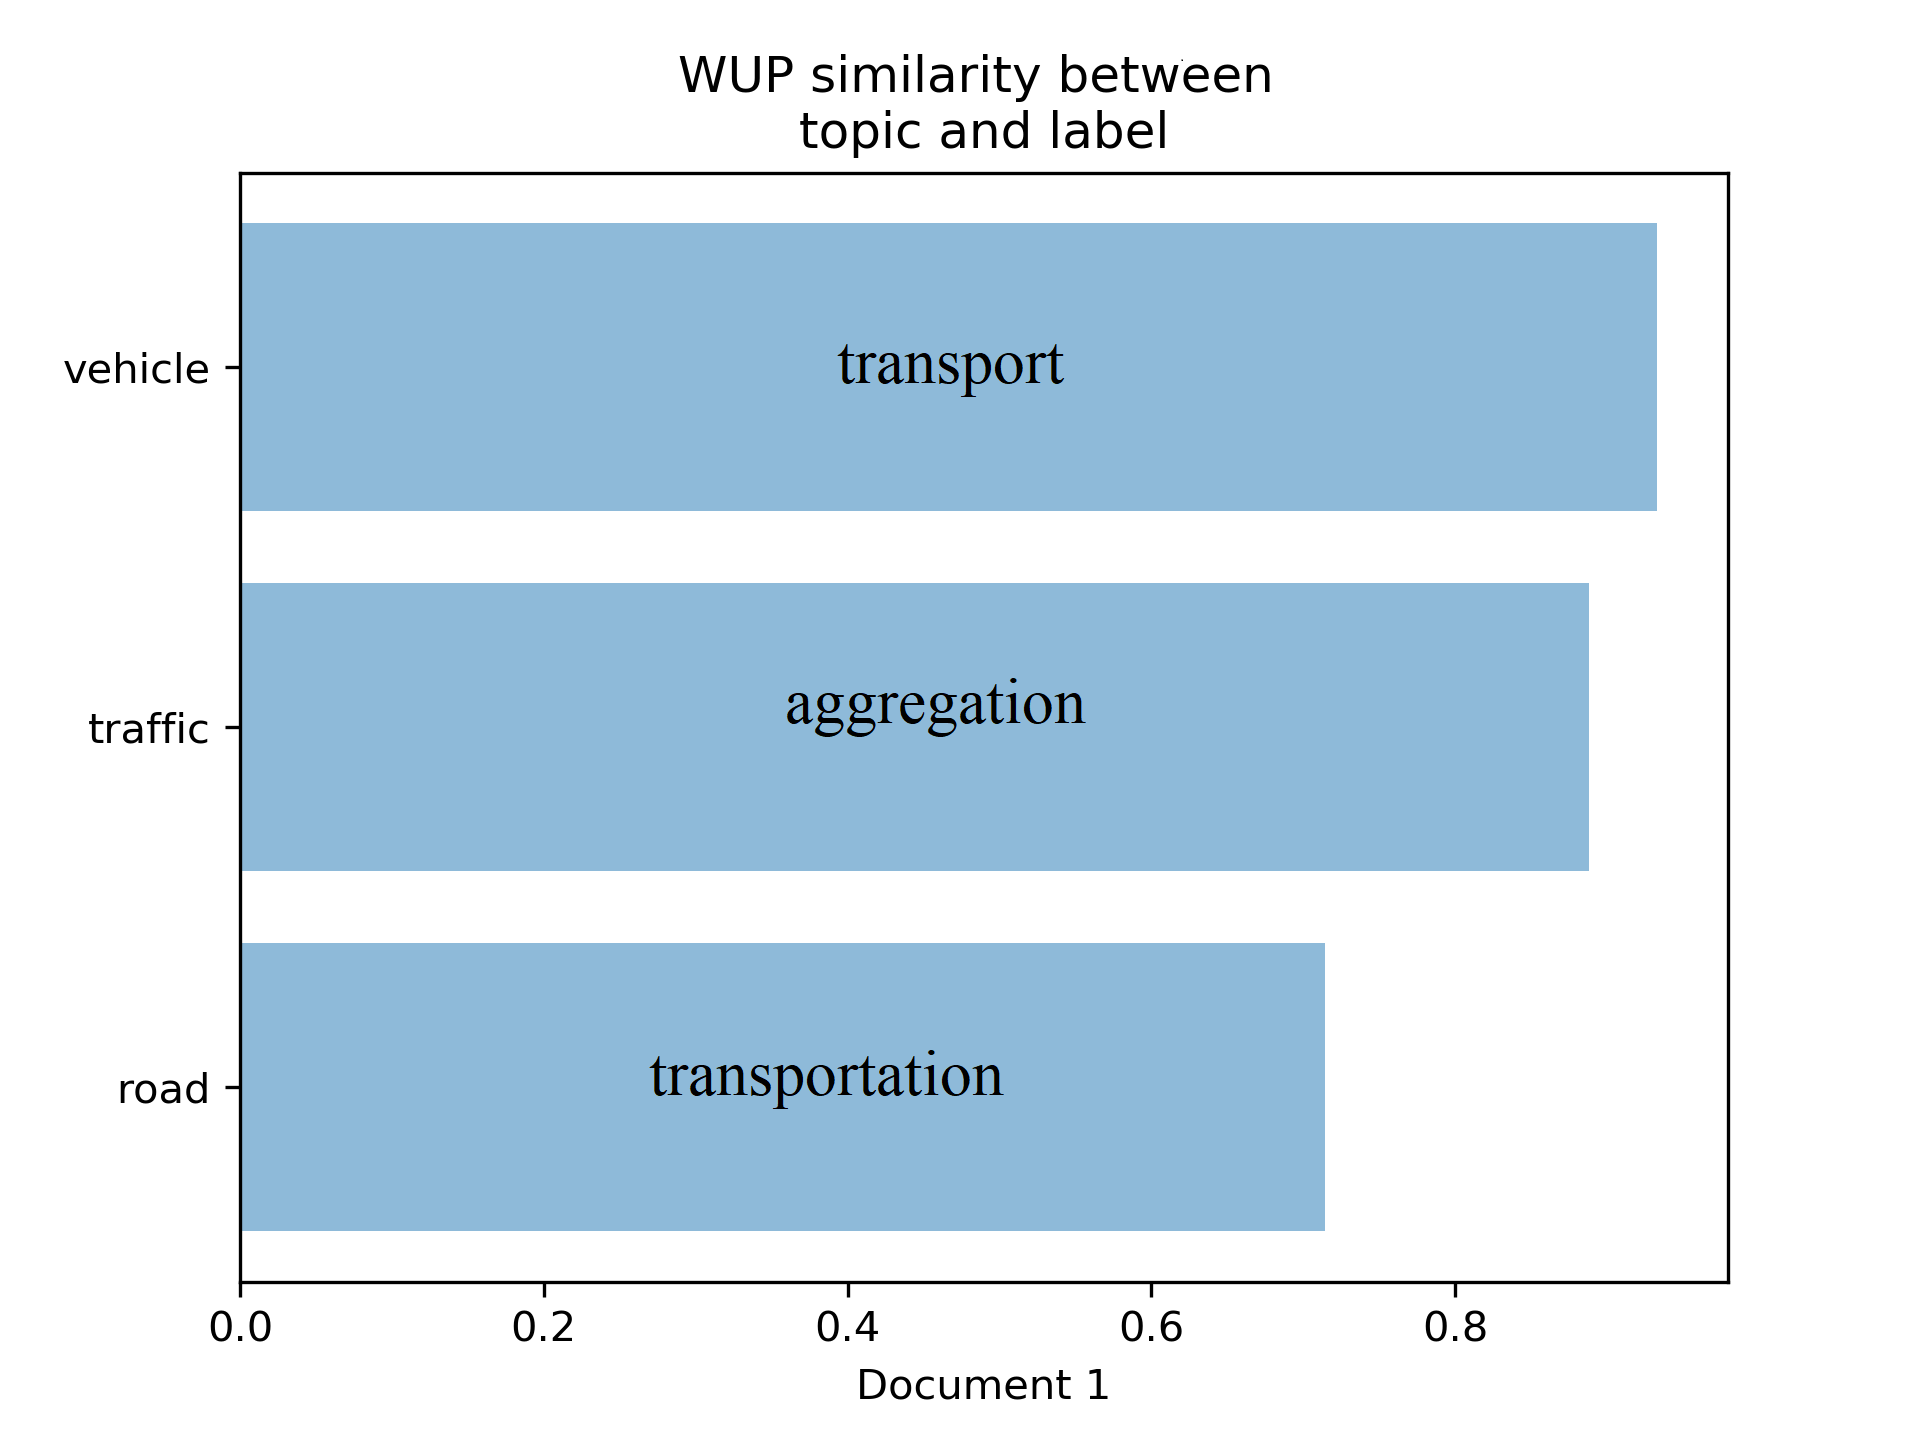 WUP similarity between
topic and label
vehicle
transport
traffic
aggregation
road
transportation
0.0 0.2 0.4 0.6 0.8
Document 1